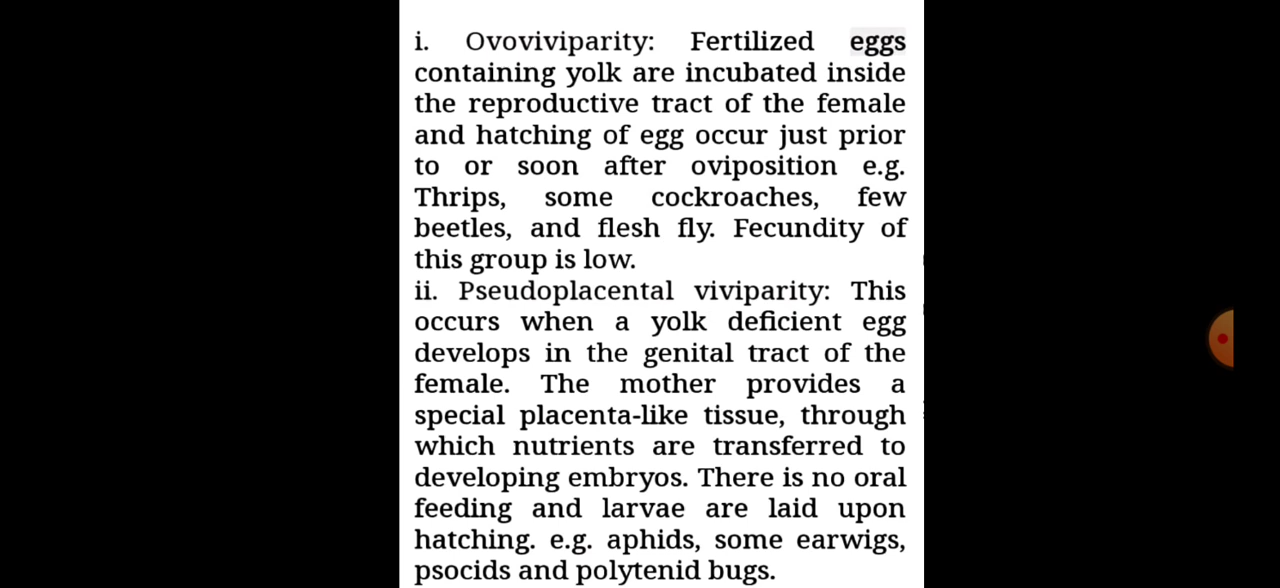 i. Ovoviviparity: Fertilized eggs
containing yolk are incubated inside
the reproductive tract of the female
and hatching of egg occur just prior
to or soon after oviposition e.g.
Thrips, some cockroaches, few
beetles, and flesh fly. Fecundity of
this group is low.
ii. Pseudoplacental viviparity: This
occurs when a yolk deficient egg
develops in the genital tract of the
female. The mother provides a
special placenta-like tissue, through
which nutrients are transferred to
developing embryos. There is no oral
feeding and larvae are laid upon
hatching. e.g. aphids, some earwigs,
psocids and polytenid bugs.